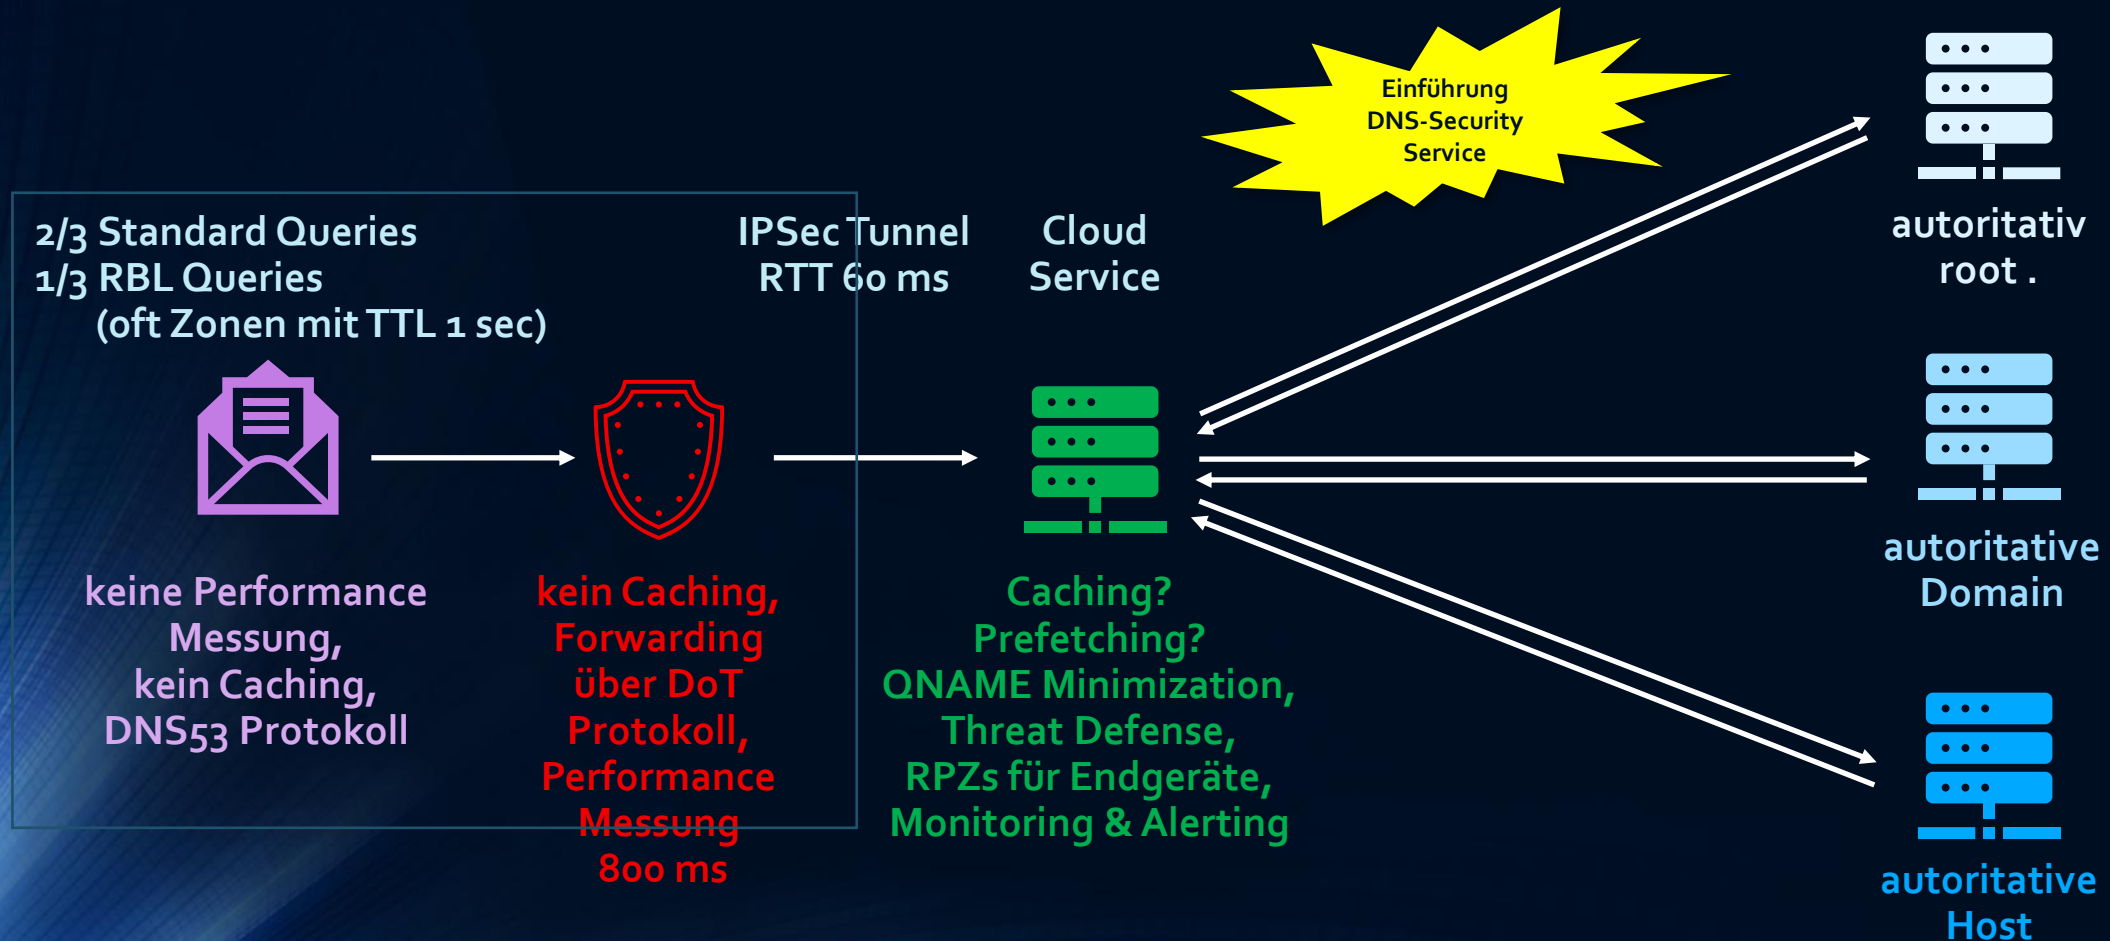 Einführung
DNS-Security
Service
2/3 Standard Queries
1/3 RBL Queries
(oft Zonen mit TTL 1 sec)
IPSec Tunnel
RTT 60 ms
Cloud
Service
autoritativ
root .
keine Performance
Messung,
kein Caching,
DNS53 Protokoll
kein Caching,
Forwarding
über DoT
Protokoll,
Performance
Messung
800 ms
Caching?
Prefetching?
QNAME Minimization,
Threat Defense,
RPZs für Endgeräte,
Monitoring & Alerting
autoritative
Domain
autoritative
Host